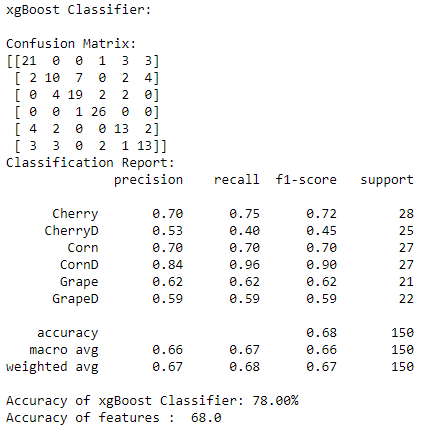 xgBoost Classifier:
Confusion Matrix:
[[21  0  0  1  3  3]
 [ 2 10  7  0  2  4]
 [ 0  4 19  2  2  0]
 [ 0  0  1 26  0  0]
 [ 4  2  0  0 13  2]
 [ 3  3  0  2  1 13]]
Classification Report:
              precision    recall  f1-score   support
      Cherry       0.70      0.75      0.72        28
     CherryD       0.53      0.40      0.45        25
        Corn       0.70      0.70      0.70        27
       CornD       0.84      0.96      0.90        27
       Grape       0.62      0.62      0.62        21
      GrapeD       0.59      0.59      0.59        22
    accuracy                           0.68       150
   macro avg       0.66      0.67      0.66       150
weighted avg       0.67      0.68      0.67       150
Accuracy of xgBoost Classifier: 78.00%
Accuracy of features :  68.0